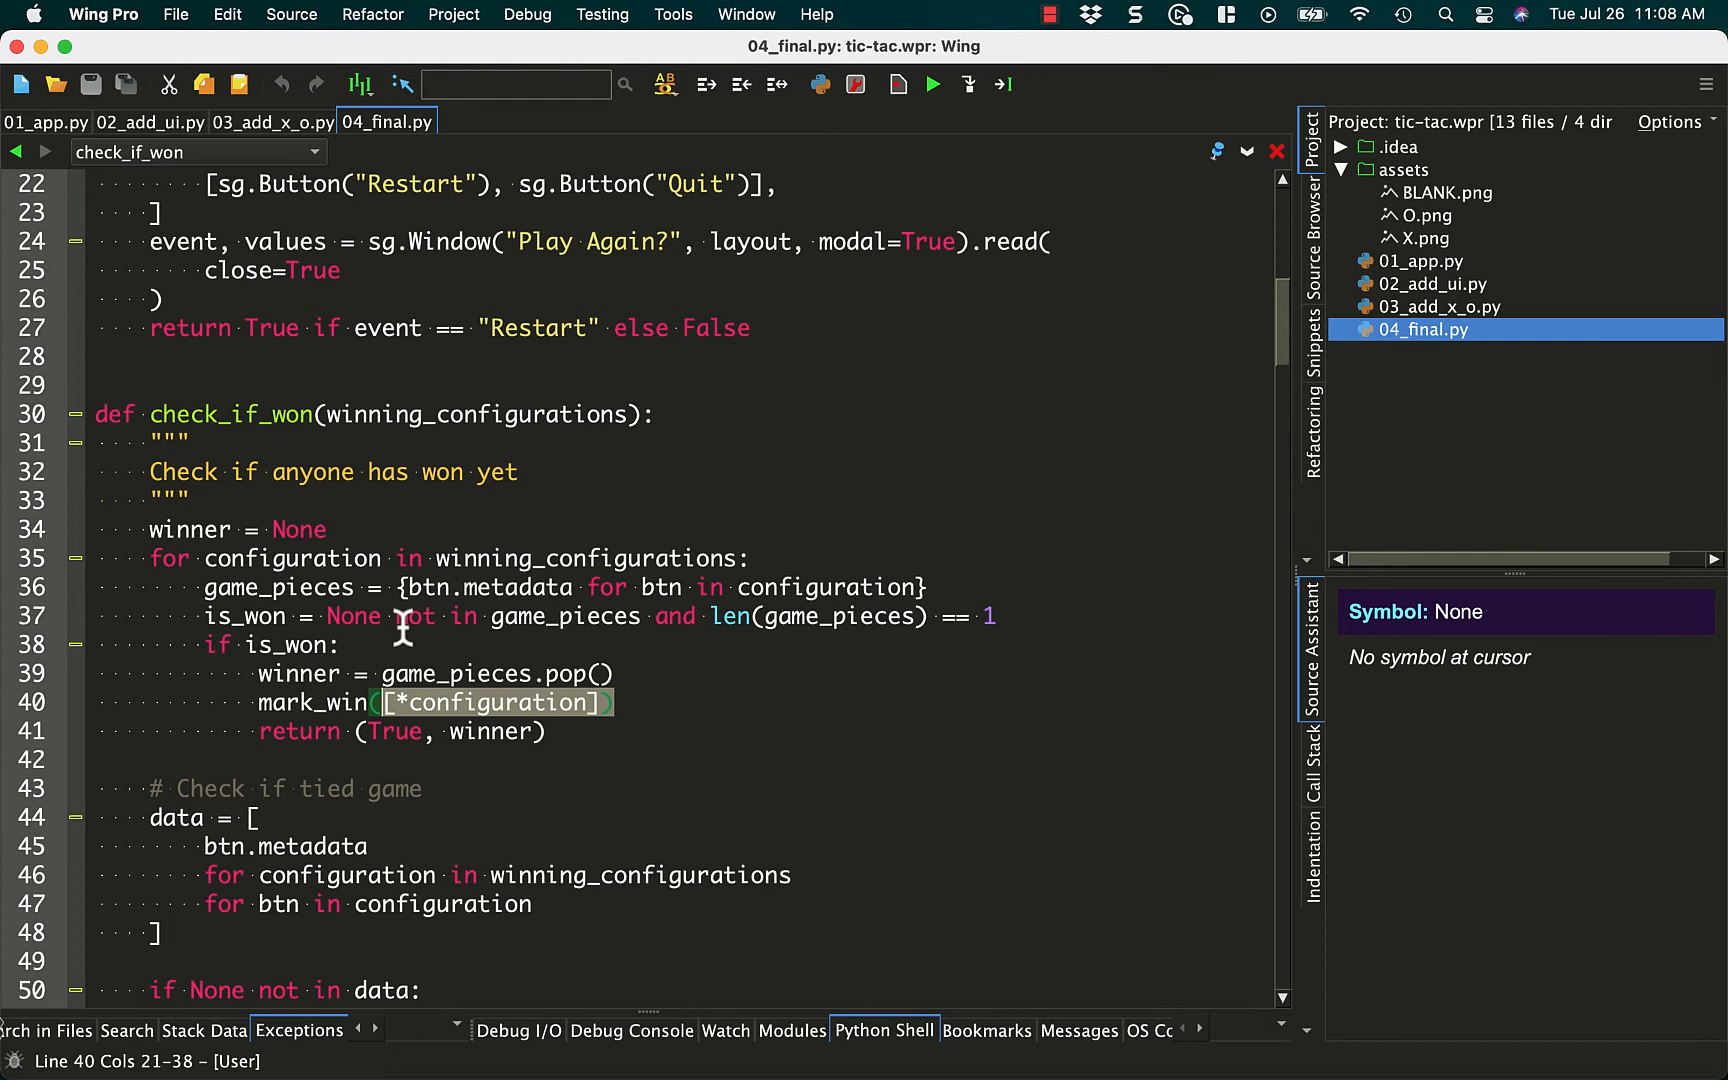 Wing Pro File Edit Source Refactor Project Debug Testing Tools Window Help Tue Jul 26 11:08 AM
04_final.py: tic-tac.wpr: Wing
01_app.py 02_add_ui.py 03_add_x_o.py 04_final.py
check_if_won
22 [sg.Button("Restart"), sg.Button("Quit")],
23 ]
24 event, values = sg.Window("Play Again?", layout, modal=True).read(
25 close=True
26 )
27 return True if event == "Restart" else False
28
29
30 def check_if_won(winning_configurations):
31 """
32 Check if anyone has won yet
33 """
34 winner = None
35 for configuration in winning_configurations:
36 game_pieces = {btn.metadata for btn in configuration}
37 is_won = None not in game_pieces and len(game_pieces) == 1
38 if is_won:
39 winner = game_pieces.pop()
40 mark_win([*configuration])
41 return (True, winner)
42
43 # Check if tied game
44 data = [
45 btn.metadata
46 for configuration in winning_configurations
47 for btn in configuration
48 ]
49
50 if None not in data:
Project
Source Browser
Snippets
Refactoring
Project: tic-tac.wpr [13 files / 4 dir Options
.idea
assets
BLANK.png
O.png
X.png
01_app.py
02_add_ui.py
03_add_x_o.py
04_final.py
Source Assistant
Call Stack
Indentation
Symbol: None
No symbol at cursor
rch in Files Search Stack Data Exceptions Debug I/O Debug Console Watch Modules Python Shell Bookmarks Messages OS Cc
Line 40 Cols 21-38 - [User]